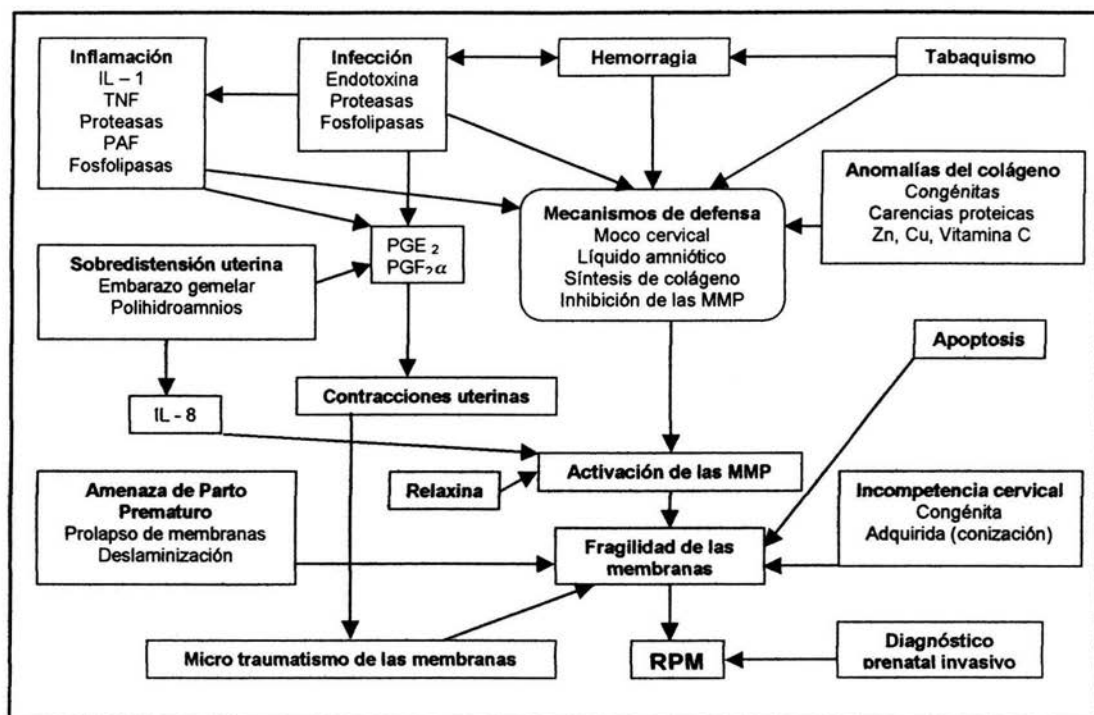 Inflamación
IL – 1
TNF
Proteasas
PAF
Fosfolipasas
Infección
Endotoxina
Proteasas
Fosfolipasas
Hemorragia
Tabaquismo
Anomalías del colágeno
Congénitas
Carencias proteicas
Zn, Cu, Vitamina C
Mecanismos de defensa
Moco cervical
Líquido amniótico
Síntesis de colágeno
Inhibición de las MMP
PGE 2
PGF2α
Sobredistensión uterina
Embarazo gemelar
Polihidroamnios
Apoptosis
Contracciones uterinas
IL - 8
Activación de las MMP
Relaxina
Amenaza de Parto
Prematuro
Prolapso de membranas
Deslaminización
Incompetencia cervical
Congénita
Adquirida (conización)
Fragilidad de las
membranas
Micro traumatismo de las membranas
RPM
Diagnóstico
prenatal invasivo